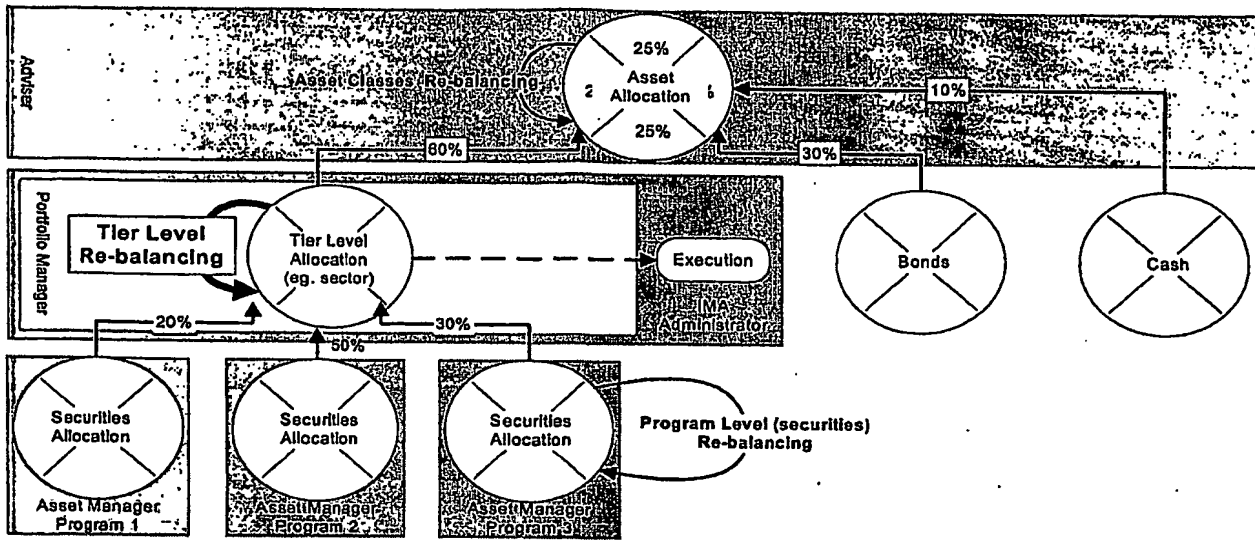 Adviser
Asset Classes Re-balancing
25%
Asset
Allocation
2
25%
60%
30%
10%
Portfolio Manager
Tier Level
Re-balancing
Tier Level
Allocation
(eg. sector)
Execution
IMA
Administrator
Bonds
Cash
20%
50%
30%
Securities
Allocation
Securities
Allocation
Securities
Allocation
Program Level (securities)
Re-balancing
Asset Manager
Program 1
Asset Manager
Program 2
Asset Manager
Program 3